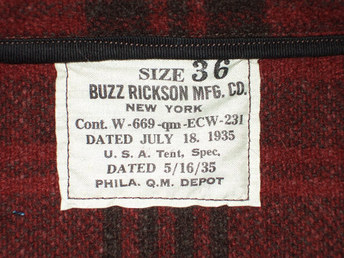 SIZE 36
BUZZ RICKSON MFG. CO.
NEW YORK
Cont. W-669-qm-ECW-231
DATED JULY 18. 1935
U. S. A. Tent. Spec.
DATED 5/16/35
PHILA. Q.M. DEPOT